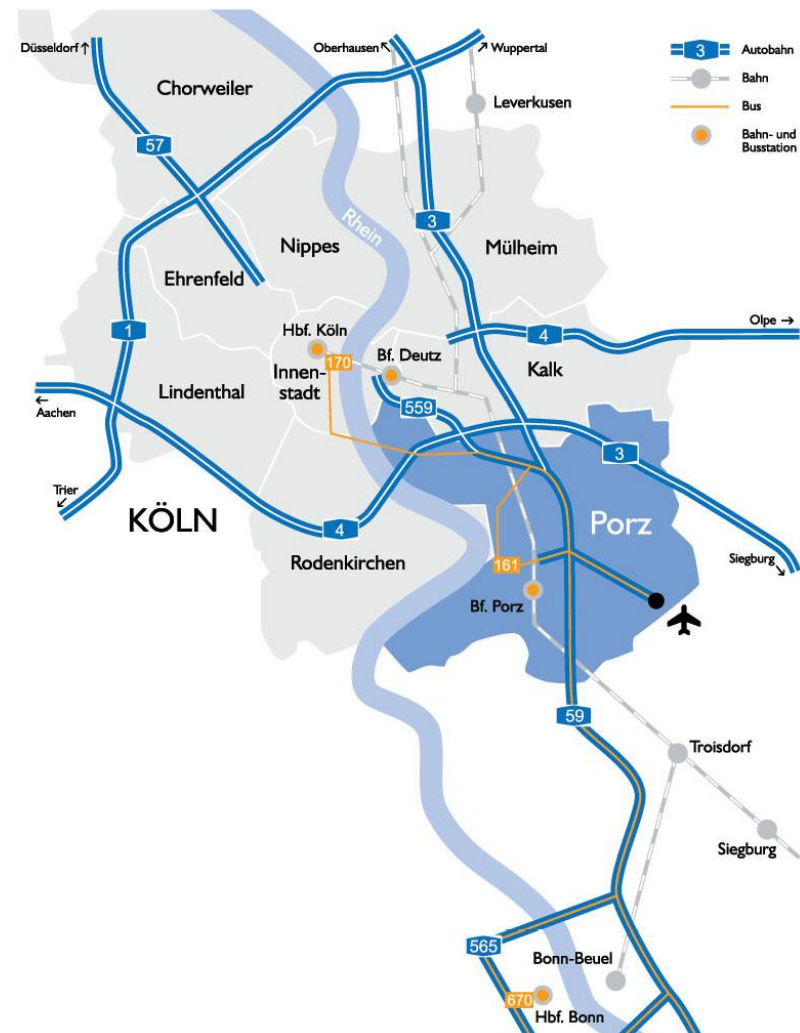 Düsseldorf ↑
Oberhausen ↖
↗ Wuppertal
3 Autobahn
Bahn
Bus
Bahn- und
Busstation
Chorweiler
Leverkusen
57
Rhein
3
Nippes
Mülheim
Ehrenfeld
1
Hbf. Köln
170
Bf. Deutz
4
Olpe →
Innen-
stadt
Kalk
Lindenthal
←
Aachen
559
3
Trier
↙
KÖLN
4
Porz
Rodenkirchen
161
Siegburg
↘
Bf. Porz
59
Troisdorf
Siegburg
565
Bonn-Beuel
670
Hbf. Bonn